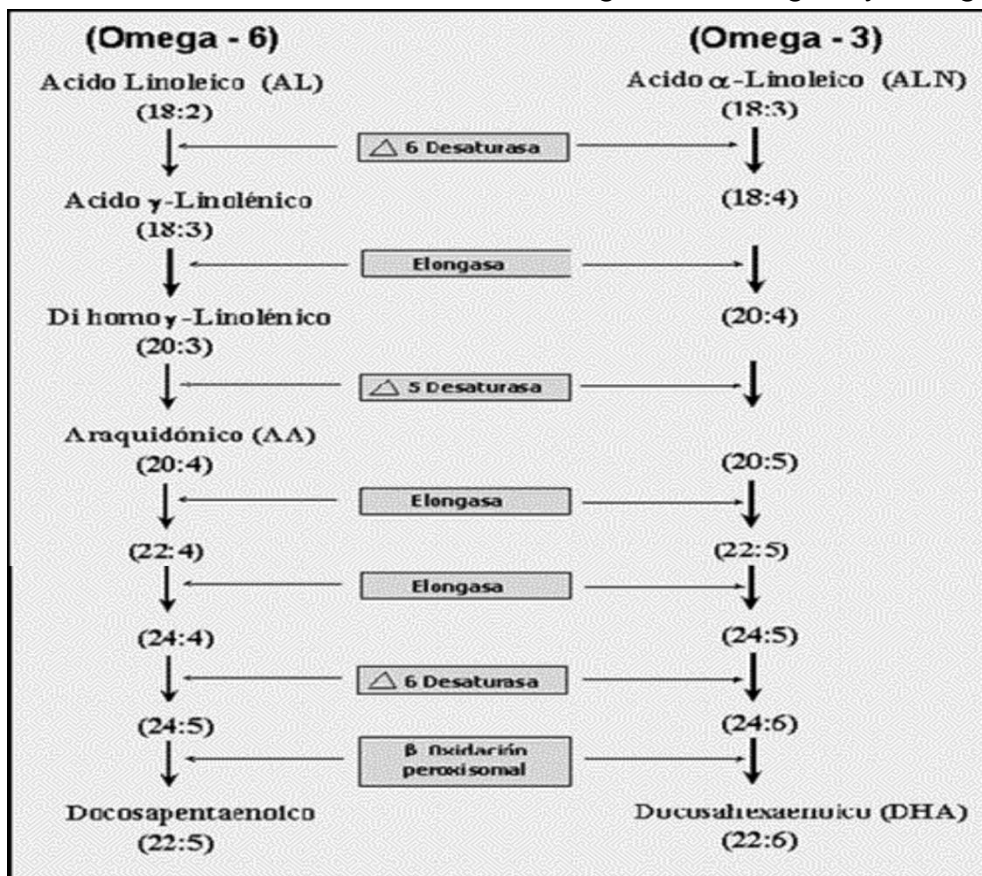 (Omega - 6)
(Omega - 3)
Acido Linoleico (AL)
(18:2)
Acido α-Linoleico (ALN)
(18:3)
△ 6 Desaturasa
Acido γ-Linolénico
(18:3)
(18:4)
Elongasa
Di homo γ-Linolénico
(20:3)
(20:4)
△ 5 Desaturasa
Araquidónico (AA)
(20:4)
(20:5)
Elongasa
(22:4)
(22:5)
Elongasa
(24:4)
(24:5)
△ 6 Desaturasa
(24:5)
(24:6)
β Oxidación
peroxisomal
Docosapentaenoico
(22:5)
Docosahexaenoico (DHA)
(22:6)